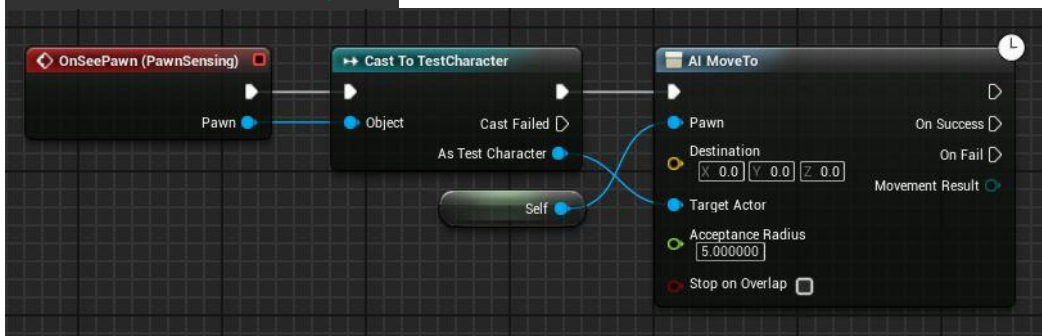 OnSeePawn (PawnSensing)
Pawn
Cast To TestCharacter
Object
Cast Failed
As Test Character
Self
AI MoveTo
Pawn
On Success
Destination
X 0.0 Y 0.0 Z 0.0
On Fail
Movement Result
Target Actor
Acceptance Radius
5.000000
Stop on Overlap